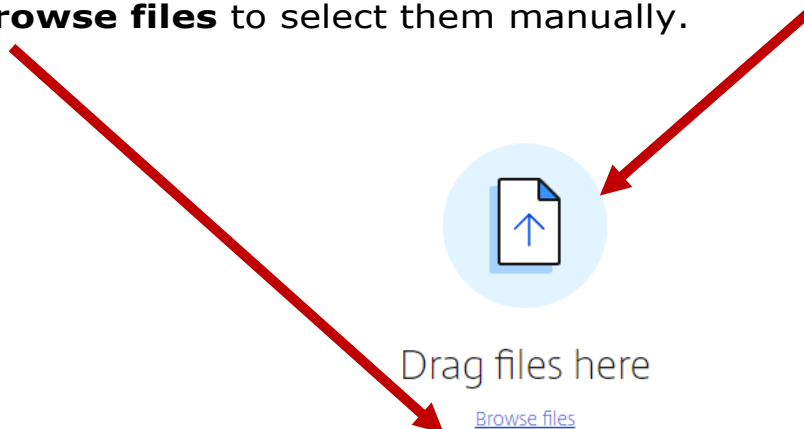 rowse files to select them manually.
Drag files here
Browse files